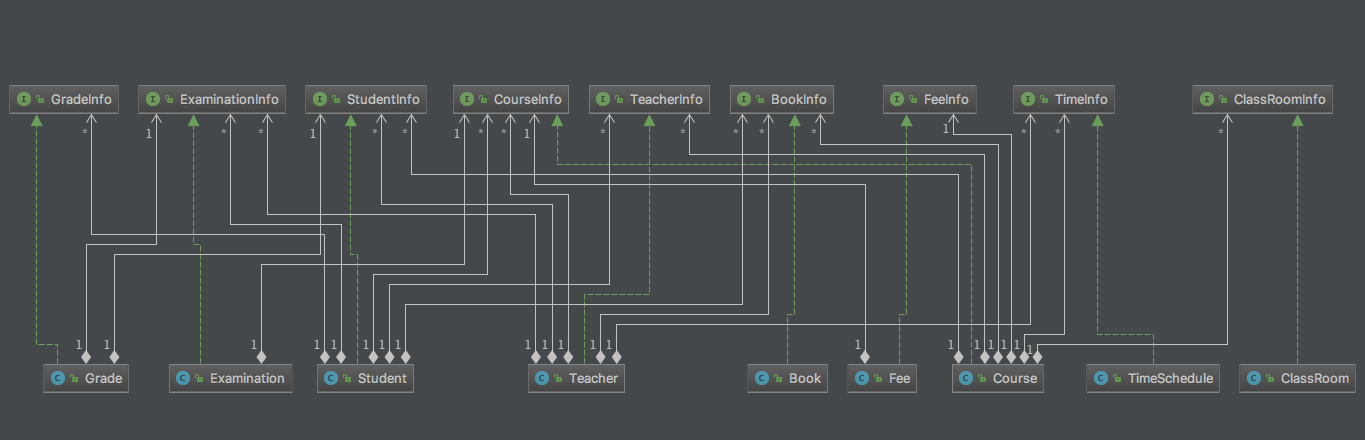 I GradeInfo I ExaminationInfo I StudentInfo I CourseInfo I TeacherInfo I BookInfo I FeeInfo I TimeInfo I ClassRoomInfo
* 1 * * 1 * * 1 * * 1 * * * * * 1 * * *
1 1 1 1 1 1 1 1 1 1 1 1 1 1 1 1 1 1 1 1
C Grade C Examination C Student C Teacher C Book C Fee C Course C TimeSchedule C ClassRoom